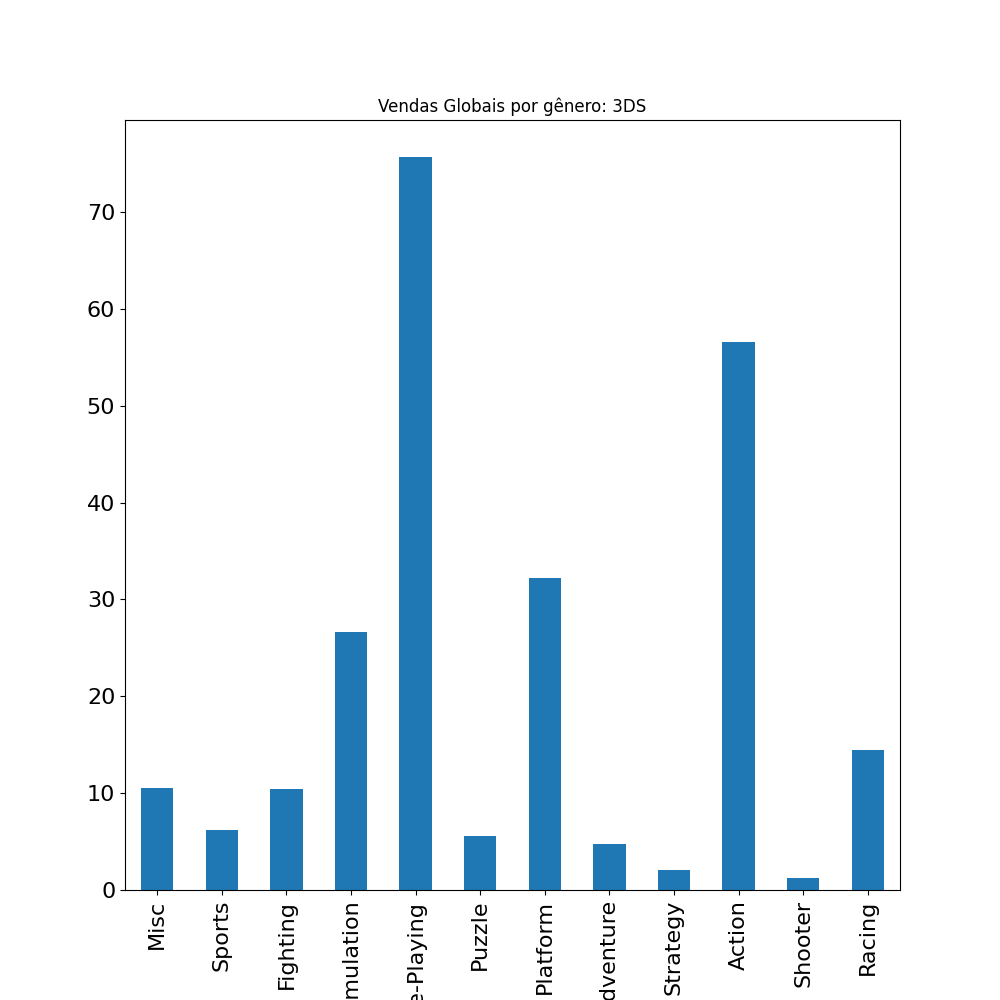 Vendas Globais por gênero: 3DS
70
60
50
40
30
20
10
0
Misc
Sports
Fighting
mulation
e-Playing
Puzzle
Platform
dventure
Strategy
Action
Shooter
Racing